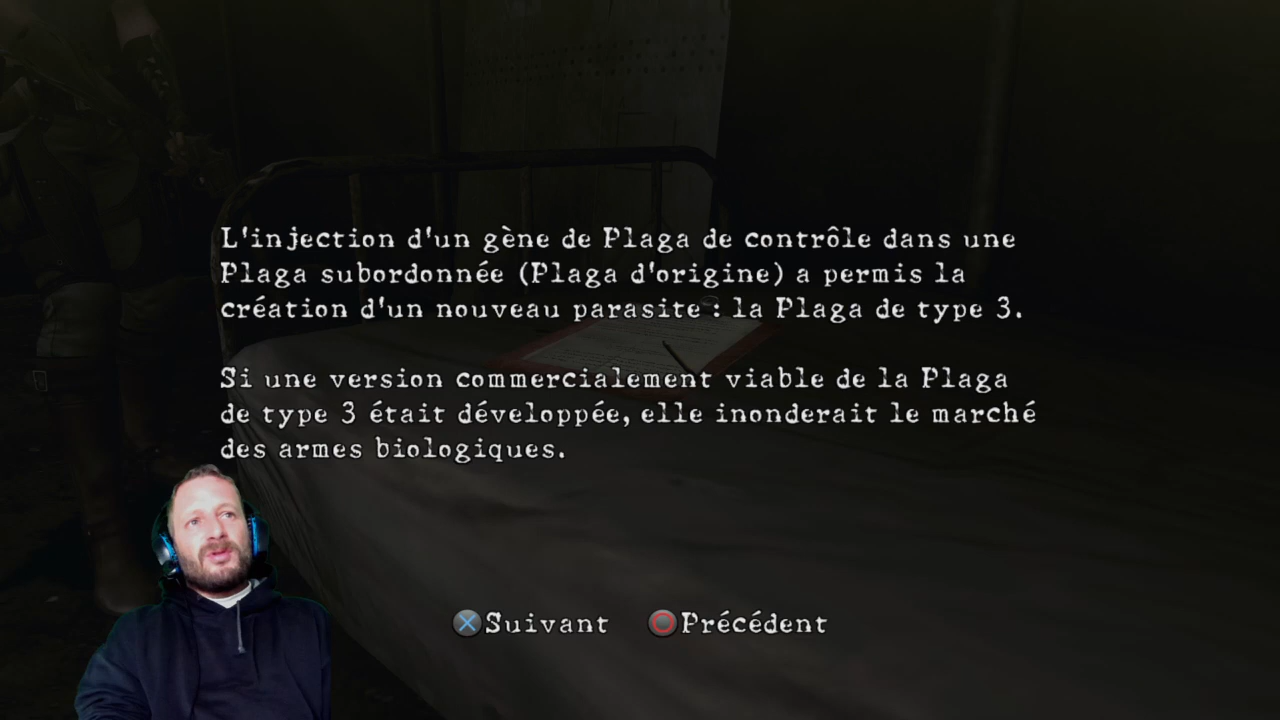 L'injection d'un gène de Plaga de contrôle dans une
Plaga subordonnée (Plaga d'origine) a permis la
création d'un nouveau parasite : la Plaga de type 3.
Si une version commercialement viable de la Plaga
de type 3 était développée, elle inonderait le marché
des armes biologiques.
Suivant Précédent